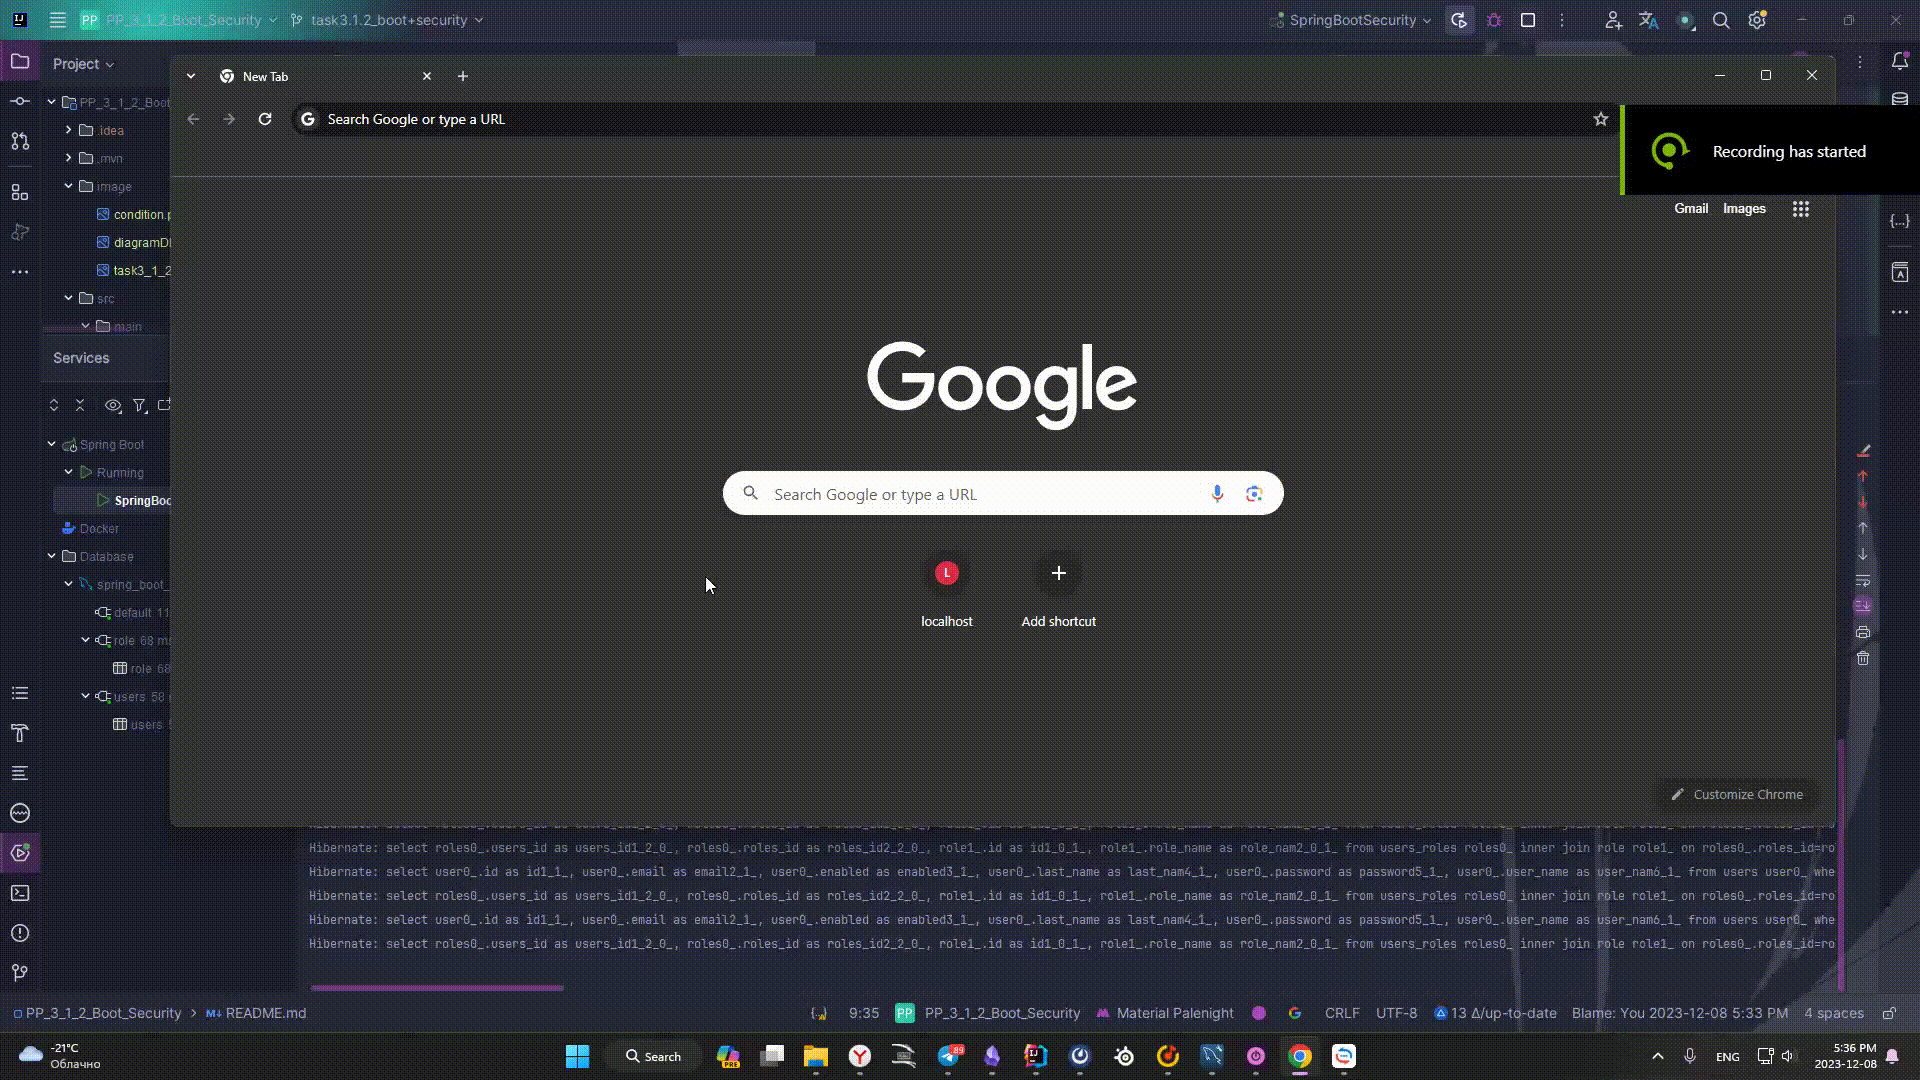 PP PP_3_1_2_Boot_Security task3.1.2_boot+security SpringBootSecurity
Project
New Tab
PP_3_1_2_Boot
Search Google or type a URL
.idea
.mvn
Recording has started
image
Gmail Images
condition.p
diagramD
task3_1_2
src
main
Services
Google
Spring Boot
Running
Search Google or type a URL
SpringBoo
Docker
Database
spring_boot_
default 11
localhost Add shortcut
role 68 m
role 68
users 58
users
Customize Chrome
Hibernate: select roles0_.users_id as users_id1_2_0_, roles0_.roles_id as roles_id2_2_0_, role1_.id as id1_0_1_, role1_.role_name as role_nam2_0_1_ from users_roles roles0_ inner join role role1_ on roles0_.roles_id=ro
Hibernate: select user0_.id as id1_1_, user0_.email as email2_1_, user0_.enabled as enabled3_1_, user0_.last_name as last_nam4_1_, user0_.password as password5_1_, user0_.user_name as user_nam6_1_ from users user0_ whe
Hibernate: select roles0_.users_id as users_id1_2_0_, roles0_.roles_id as roles_id2_2_0_, role1_.id as id1_0_1_, role1_.role_name as role_nam2_0_1_ from users_roles roles0_ inner join role role1_ on roles0_.roles_id=ro
Hibernate: select user0_.id as id1_1_, user0_.email as email2_1_, user0_.enabled as enabled3_1_, user0_.last_name as last_nam4_1_, user0_.password as password5_1_, user0_.user_name as user_nam6_1_ from users user0_ whe
Hibernate: select roles0_.users_id as users_id1_2_0_, roles0_.roles_id as roles_id2_2_0_, role1_.id as id1_0_1_, role1_.role_name as role_nam2_0_1_ from users_roles roles0_ inner join role role1_ on roles0_.roles_id=ro
PP_3_1_2_Boot_Security > README.md 9:35 PP PP_3_1_2_Boot_Security Material Palenight CRLF UTF-8 13 Δ/up-to-date Blame: You 2023-12-08 5:33 PM 4 spaces
-21°C
Облачно
Search
89
ENG
5:36 PM
2023-12-08